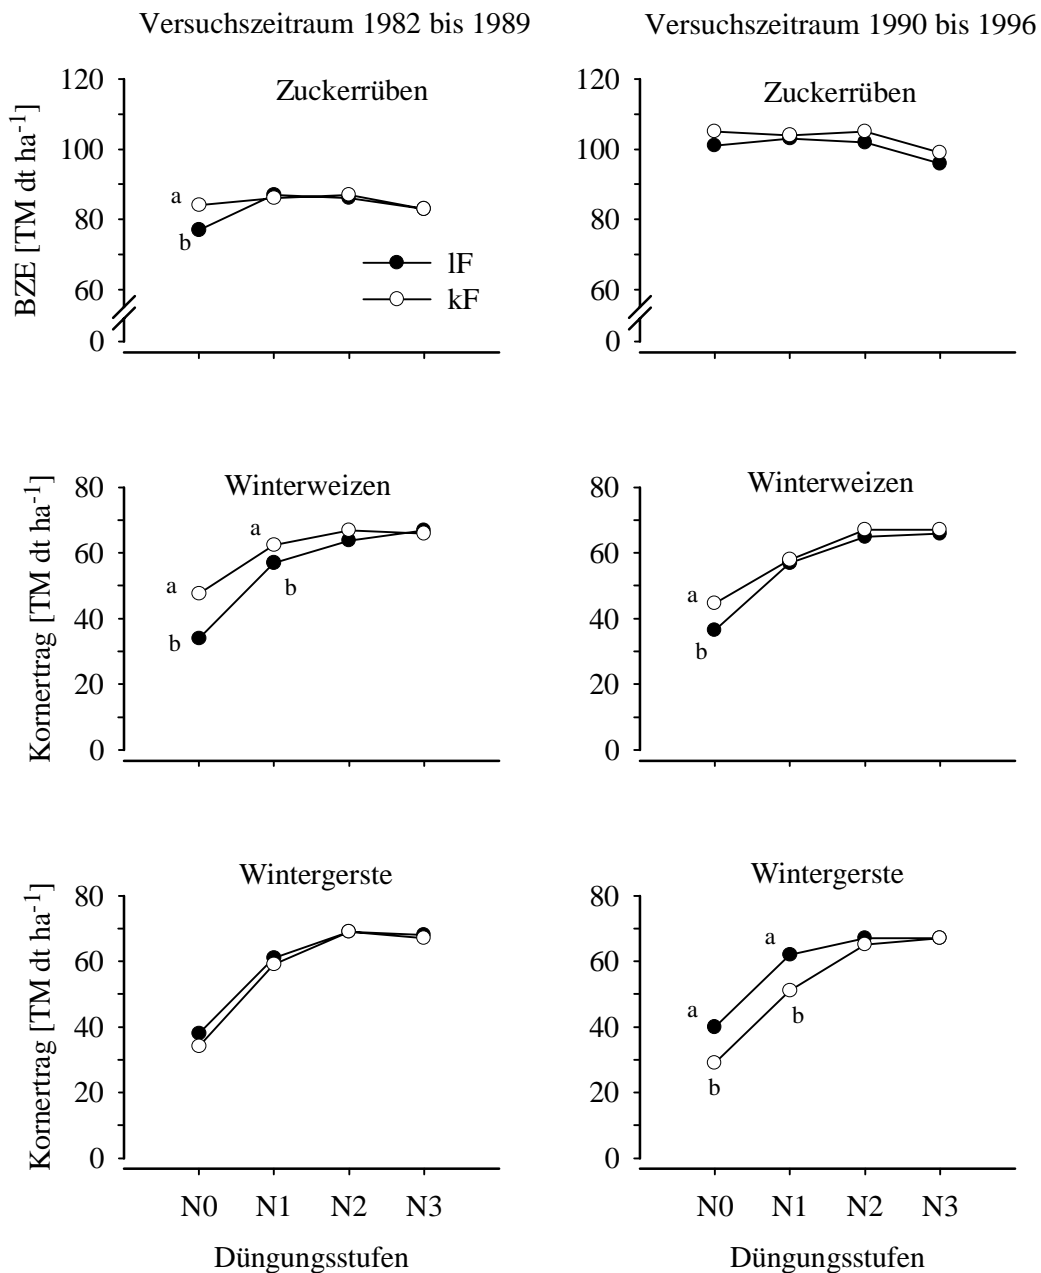 Versuchszeitraum 1982 bis 1989
Versuchszeitraum 1990 bis 1996
BZE [TM dt ha-1]
120
100
80
60
0
Zuckerrüben
a
b
lF
kF
120
100
80
60
0
Zuckerrüben
Kornertrag [TM dt ha-1]
80
60
40
20
0
Winterweizen
a
a
b
b
80
60
40
20
0
Winterweizen
a
b
Kornertrag [TM dt ha-1]
80
60
40
20
0
Wintergerste
80
60
40
20
0
Wintergerste
a
a
b
b
N0 N1 N2 N3
Düngungsstufen
N0 N1 N2 N3
Düngungsstufen